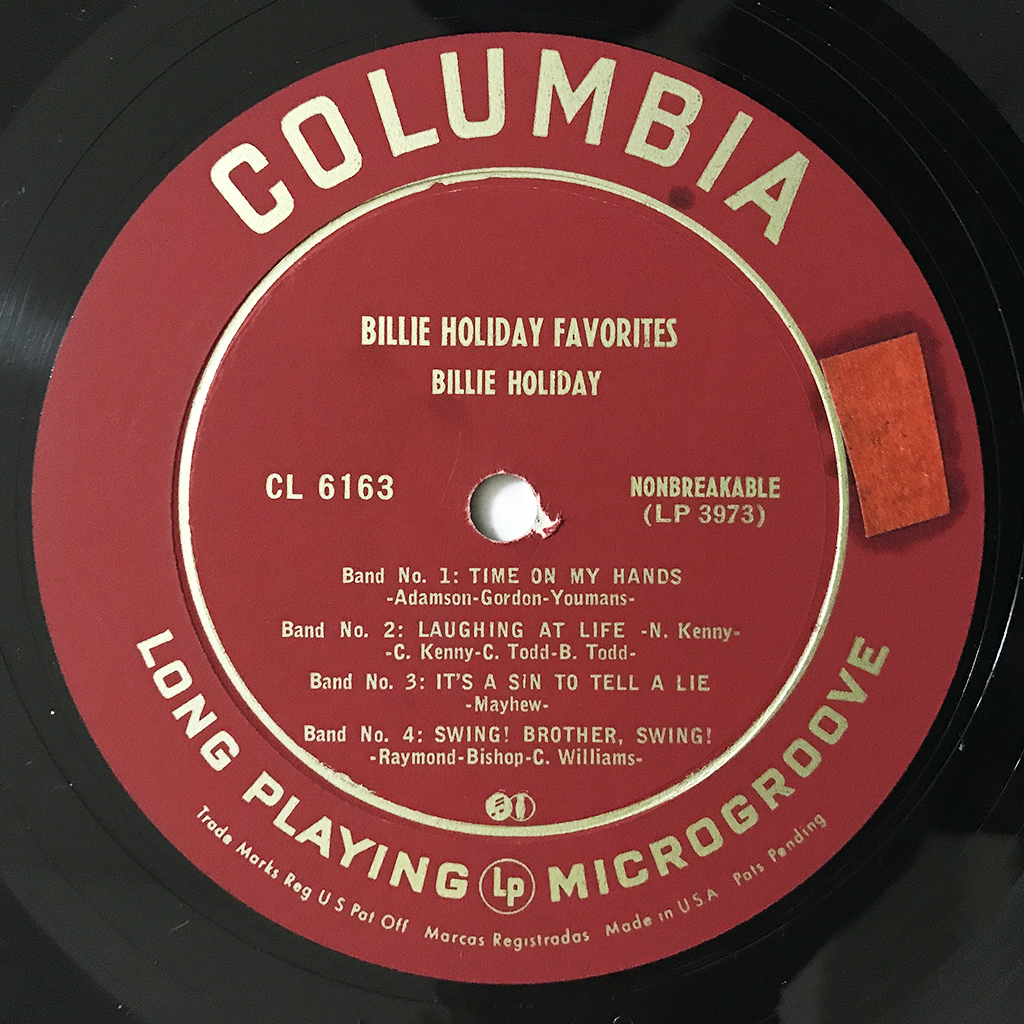 COLUMBIA
BILLIE HOLIDAY FAVORITES
BILLIE HOLIDAY
CL 6163
NONBREAKABLE
(LP 3973)
Band No. 1: TIME ON MY HANDS
-Adamson-Gordon-Youmans-
Band No. 2: LAUGHING AT LIFE -N. Kenny-
-C. Kenny-C. Todd-B. Todd-
Band No. 3: IT'S A SIN TO TELL A LIE
-Mayhew-
Band No. 4: SWING! BROTHER, SWING!
-Raymond-Bishop-C. Williams-
LONG PLAYING Lp MICROGROOVE
Trade Marks Reg U S Pat Off Marcas Registradas Made in U S A Pats Pending